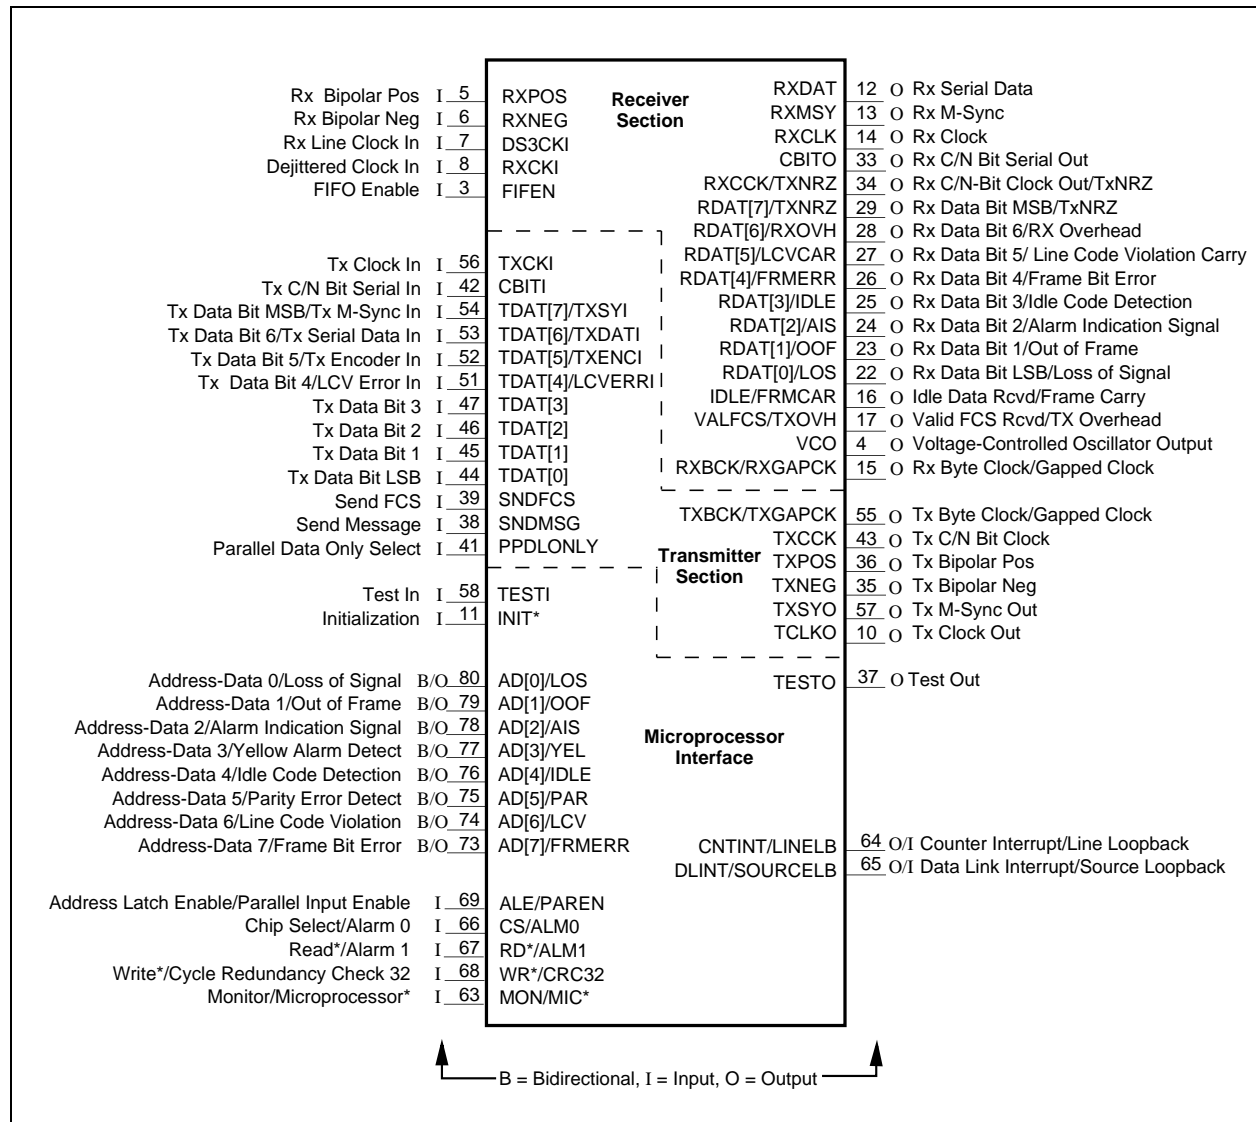 Rx  Bipolar Pos I 5 RXPOS
Rx Bipolar Neg I 6 RXNEG
Rx Line Clock In I 7 DS3CKI
Dejittered Clock In I 8 RXCKI
FIFO Enable I 3 FIFEN
Receiver
Section
RXDAT 12 O Rx Serial Data
RXMSY 13 O Rx M-Sync
RXCLK 14 O Rx Clock
CBITO 33 O Rx C/N Bit Serial Out
RXCCK/TXNRZ 34 O Rx C/N-Bit Clock Out/TxNRZ
RDAT[7]/TXNRZ 29 O Rx Data Bit MSB/TxNRZ
RDAT[6]/RXOVH 28 O Rx Data Bit 6/RX Overhead
RDAT[5]/LCVCAR 27 O Rx Data Bit 5/ Line Code Violation Carry
RDAT[4]/FRMERR 26 O Rx Data Bit 4/Frame Bit Error
RDAT[3]/IDLE 25 O Rx Data Bit 3/Idle Code Detection
RDAT[2]/AIS 24 O Rx Data Bit 2/Alarm Indication Signal
RDAT[1]/OOF 23 O Rx Data Bit 1/Out of Frame
RDAT[0]/LOS 22 O Rx Data Bit LSB/Loss of Signal
IDLE/FRMCAR 16 O Idle Data Rcvd/Frame Carry
VALFCS/TXOVH 17 O Valid FCS Rcvd/TX Overhead
VCO 4 O Voltage-Controlled Oscillator Output
RXBCK/RXGAPCK 15 O Rx Byte Clock/Gapped Clock
Tx Clock In I 56 TXCKI
Tx C/N Bit Serial In I 42 CBITI
Tx Data Bit MSB/Tx M-Sync In I 54 TDAT[7]/TXSYI
Tx Data Bit 6/Tx Serial Data In I 53 TDAT[6]/TXDATI
Tx Data Bit 5/Tx Encoder In I 52 TDAT[5]/TXENCI
Tx  Data Bit 4/LCV Error In I 51 TDAT[4]/LCVERRI
Tx Data Bit 3 I 47 TDAT[3]
Tx Data Bit 2 I 46 TDAT[2]
Tx Data Bit 1 I 45 TDAT[1]
Tx Data Bit LSB I 44 TDAT[0]
Send FCS I 39 SNDFCS
Send Message I 38 SNDMSG
Parallel Data Only Select I 41 PPDLONLY
Transmitter
Section
TXBCK/TXGAPCK 55 O Tx Byte Clock/Gapped Clock
TXCCK 43 O Tx C/N Bit Clock
TXPOS 36 O Tx Bipolar Pos
TXNEG 35 O Tx Bipolar Neg
TXSYO 57 O Tx M-Sync Out
TCLKO 10 O Tx Clock Out
Test In I 58 TESTI
Initialization I 11 INIT*
TESTO 37 O Test Out
Address-Data 0/Loss of Signal B/O 80 AD[0]/LOS
Address-Data 1/Out of Frame B/O 79 AD[1]/OOF
Address-Data 2/Alarm Indication Signal B/O 78 AD[2]/AIS
Address-Data 3/Yellow Alarm Detect B/O 77 AD[3]/YEL
Address-Data 4/Idle Code Detection B/O 76 AD[4]/IDLE
Address-Data 5/Parity Error Detect B/O 75 AD[5]/PAR
Address-Data 6/Line Code Violation B/O 74 AD[6]/LCV
Address-Data 7/Frame Bit Error B/O 73 AD[7]/FRMERR
Microprocessor
Interface
CNTINT/LINELB 64 O/I Counter Interrupt/Line Loopback
DLINT/SOURCELB 65 O/I Data Link Interrupt/Source Loopback
Address Latch Enable/Parallel Input Enable I 69 ALE/PAREN
Chip Select/Alarm 0 I 66 CS/ALM0
Read*/Alarm 1 I 67 RD*/ALM1
Write*/Cycle Redundancy Check 32 I 68 WR*/CRC32
Monitor/Microprocessor* I 63 MON/MIC*
B = Bidirectional, I = Input, O = Output